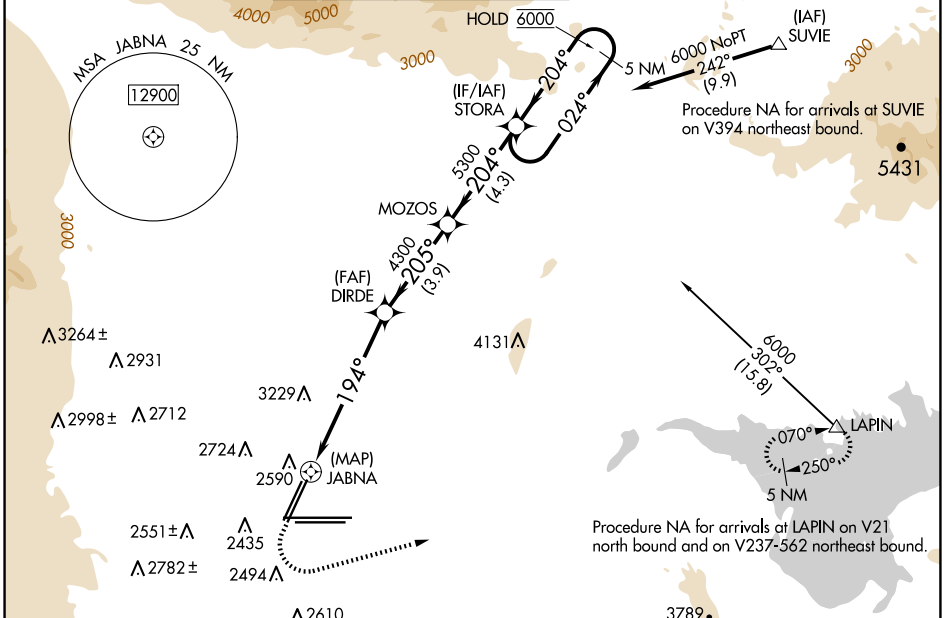 4000
5000
3000
HOLD 6000
(IAF)
SUVIE
6000 NoPT
242°
(9.9)
5 NM
3000
MSA JABNA 25 NM
12900
204°
024°
(IF/IAF)
STORA
Procedure NA for arrivals at SUVIE
on V394 northeast bound.
5431
5300
204°
(4.3)
MOZOS
3000
4300
205°
(3.9)
(FAF)
DIRDE
3264±
2931
4131
6000
302°
(15.8)
194°
3229
2998±
2712
LAPIN
070°
250°
5 NM
2724
2590
(MAP)
JABNA
Procedure NA for arrivals at LAPIN on V21
north bound and on V237-562 northeast bound.
2551±
2435
2782±
2494
2610
3789